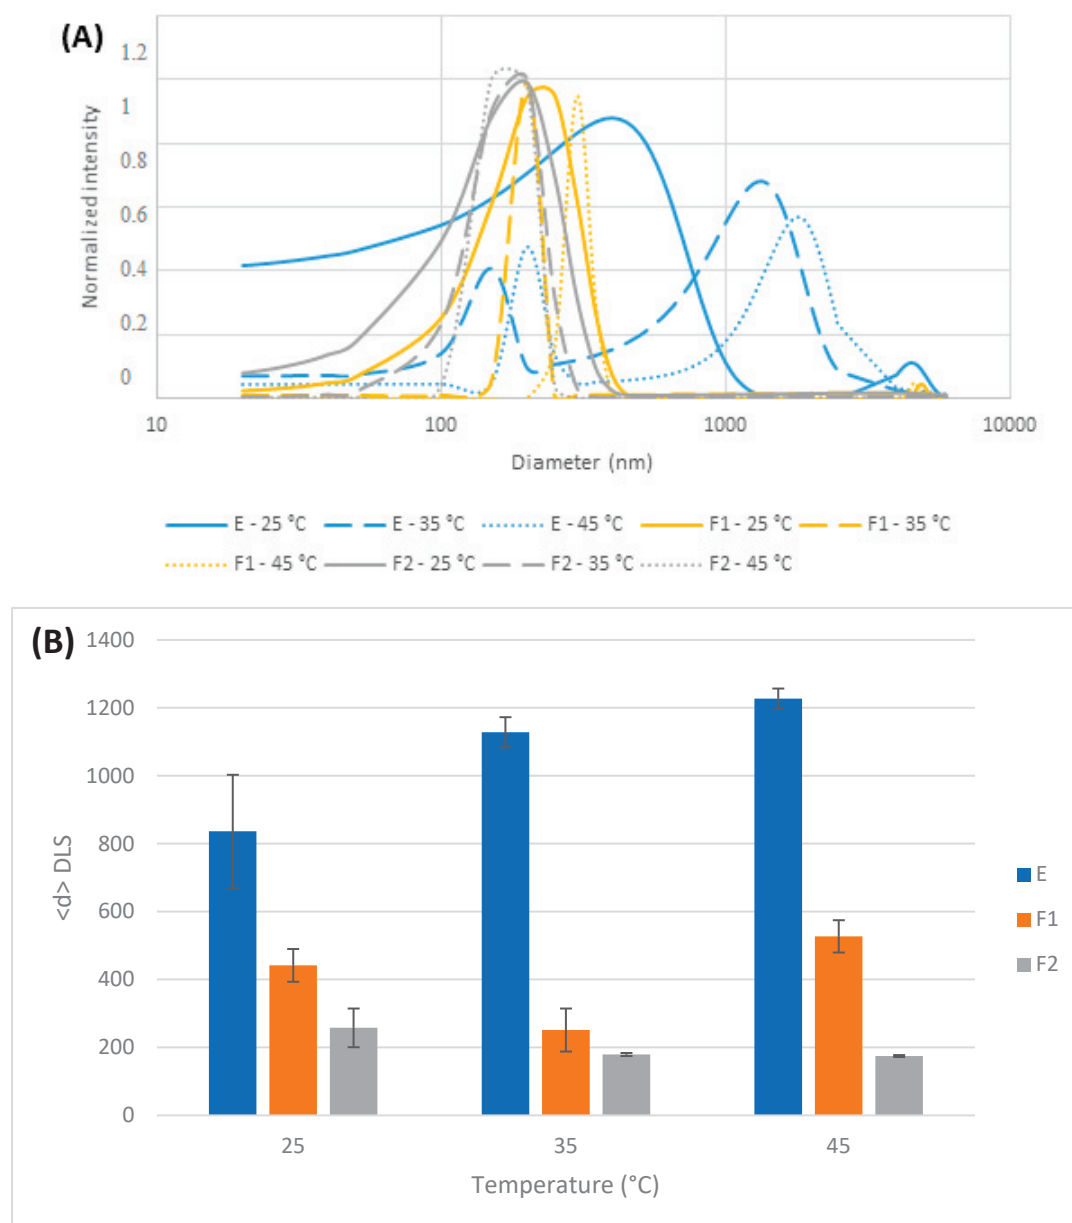 (A)
1.2
1
0.8
0.6
0.4
0.2
0
Normalized intensity
10 100 1000 10000
Diameter (nm)
E - 25 °C E - 35 °C E - 45 °C F1 - 25 °C F1 - 35 °C
F1 - 45 °C F2 - 25 °C F2 - 35 °C F2 - 45 °C
(B)
1400
1200
1000
800
600
400
200
0
<d> DLS
25 35 45
Temperature (°C)
E
F1
F2